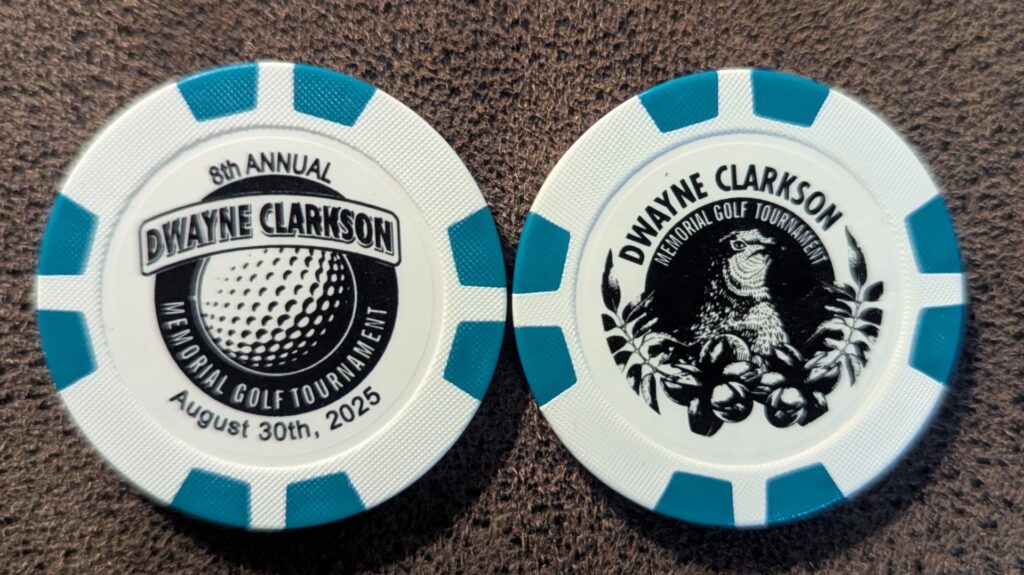 8th ANNUAL
DWAYNE CLARKSON
MEMORIAL GOLF TOURNAMENT
August 30th, 2025
DWAYNE CLARKSON
MEMORIAL GOLF TOURNAMENT